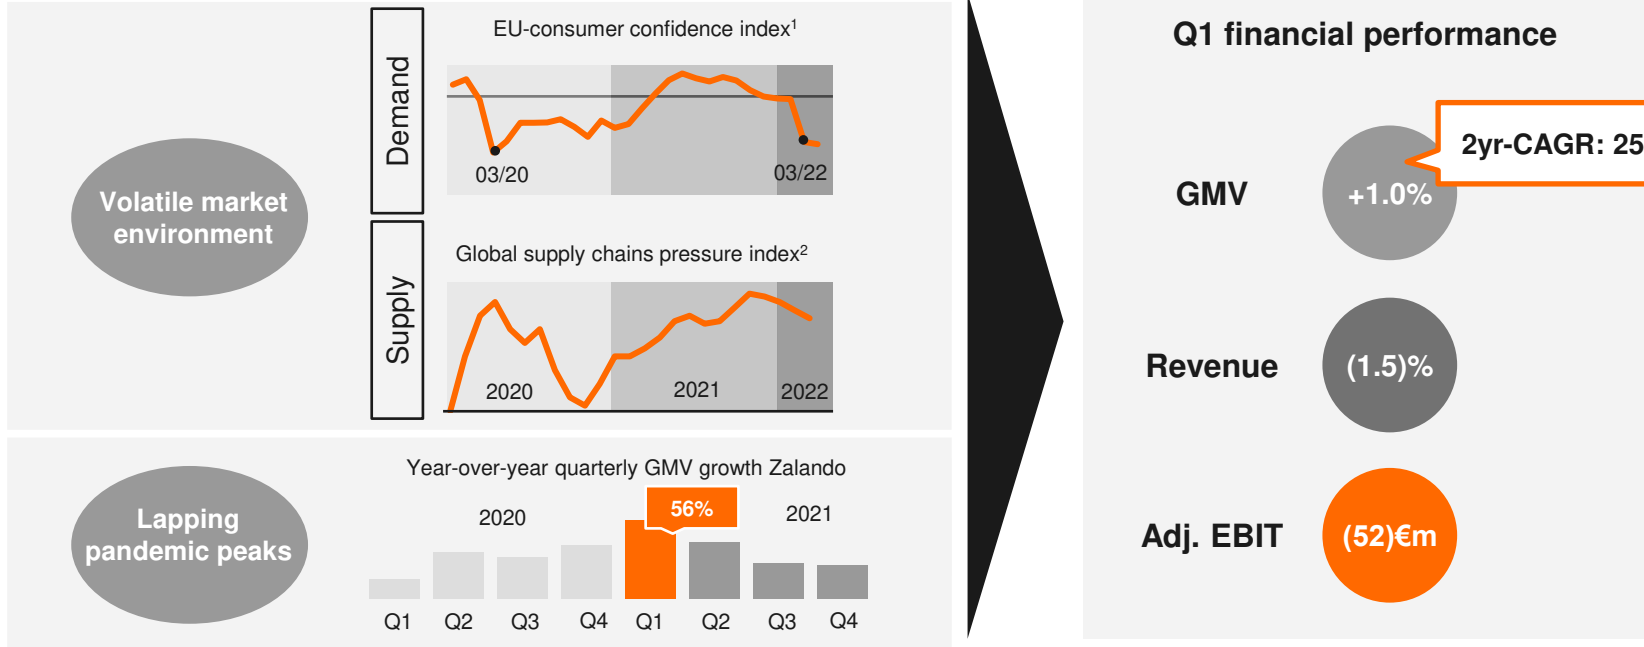 Volatile market
environment
Demand
EU-consumer confidence index¹
03/20
03/22
Supply
Global supply chains pressure index²
2020
2021
2022
Lapping
pandemic peaks
Year-over-year quarterly GMV growth Zalando
2020
56%
2021
Q1 Q2 Q3 Q4 Q1 Q2 Q3 Q4
Q1 financial performance
2yr-CAGR: 25
GMV
+1.0%
Revenue
(1.5)%
Adj. EBIT
(52)€m